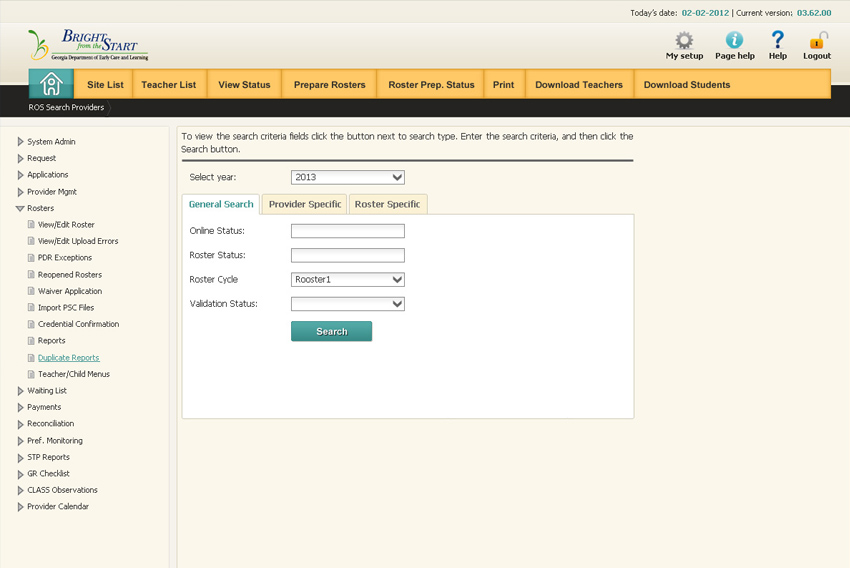 Today's date: 02-02-2012 | Current version: 03.62.00
BRIGHT
from the START
Georgia Department of Early Care and Learning
My setup Page help Help Logout
Site List Teacher List View Status Prepare Rosters Roster Prep. Status Print Download Teachers Download Students
ROS Search Providers
System Admin
Request
Applications
Provider Mgmt
Rosters
View/Edit Roster
View/Edit Upload Errors
PDR Exceptions
Reopened Rosters
Waiver Application
Import PSC Files
Credential Confirmation
Reports
Duplicate Reports
Teacher/Child Menus
Waiting List
Payments
Reconciliation
Pref. Monitoring
STP Reports
GR Checklist
CLASS Observations
Provider Calendar
To view the search criteria fields click the button next to search type. Enter the search criteria, and then click the
Search button.
Select year: 2013
General Search Provider Specific Roster Specific
Online Status:
Roster Status:
Roster Cycle Rooster1
Validation Status:
Search